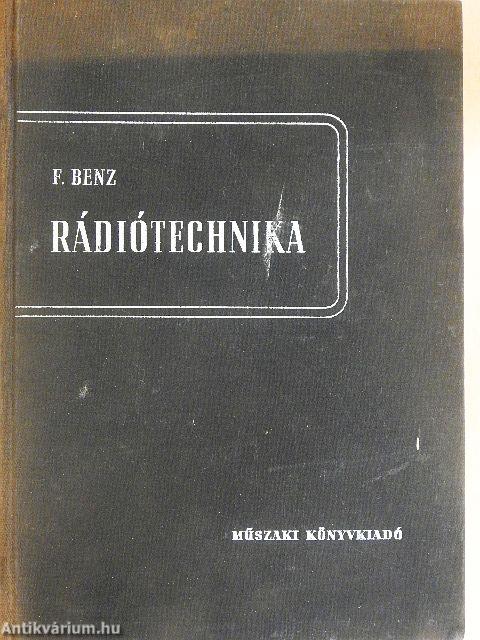 F. BENZ
RÁDIÓTECHNIKA
MŰSZAKI KÖNYVKIADÓ
Antikvárium.hu